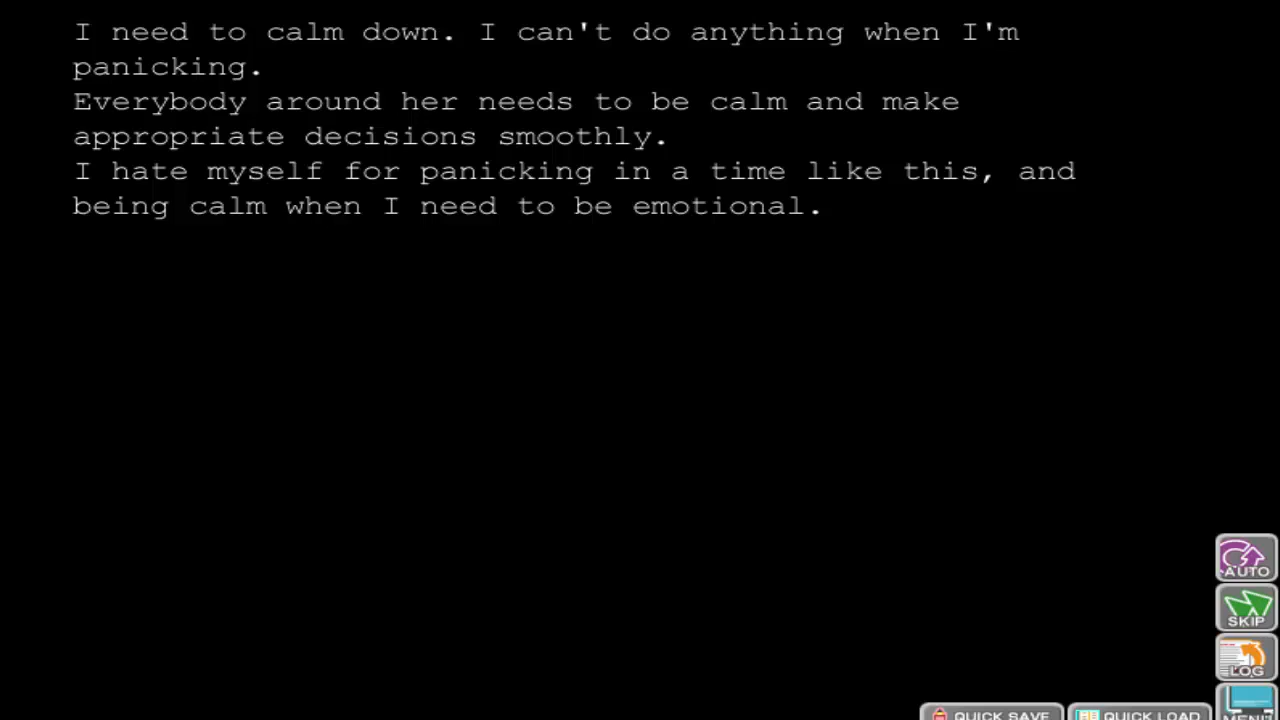 I need to calm down. I can't do anything when I'm
panicking.
Everybody around her needs to be calm and make
appropriate decisions smoothly.
I hate myself for panicking in a time like this, and
being calm when I need to be emotional.
AUTO
SKIP
LOG
MENU
QUICK SAVE
QUICK LOAD